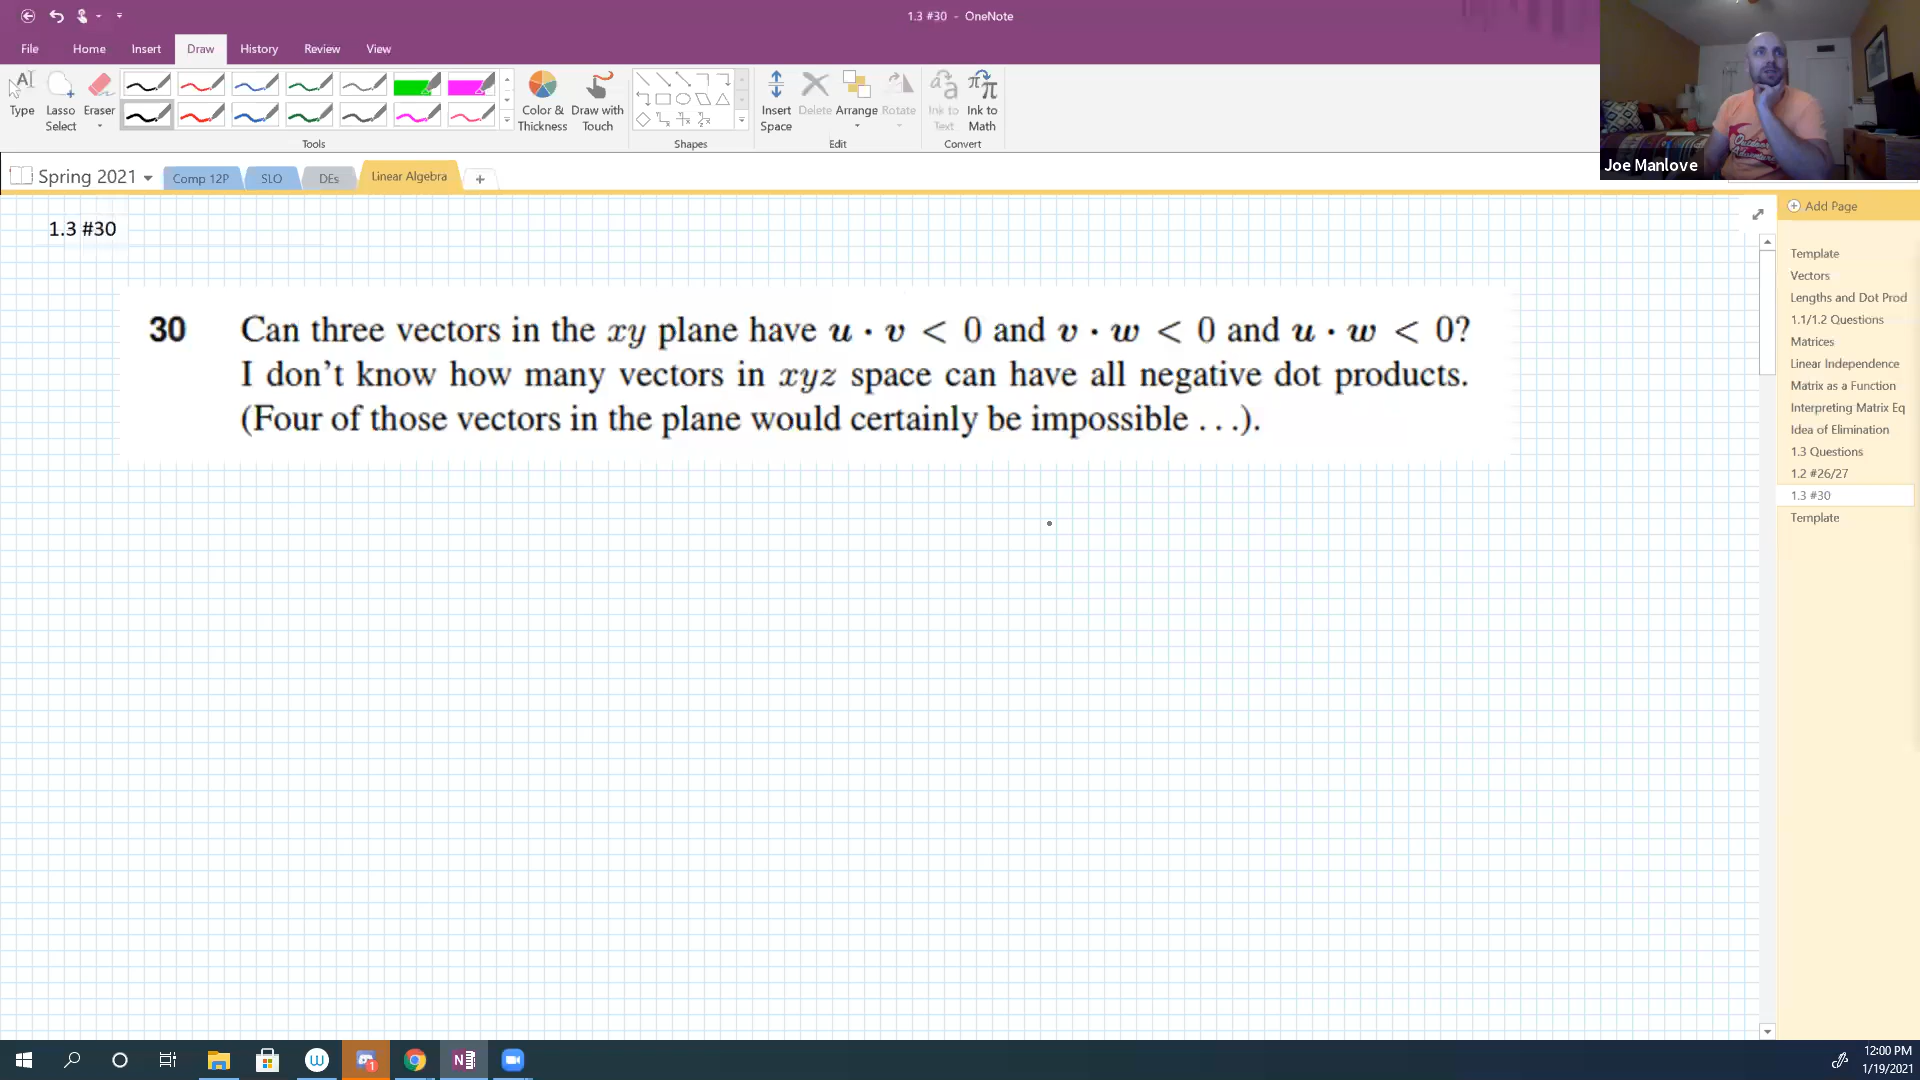 1.3 #30 - OneNote
File Home Insert Draw History Review View
Type
Lasso Select
Eraser
Color & Thickness
Draw with Touch
Insert Space
Delete
Arrange
Rotate
Ink to Text
Ink to Math
Tools
Shapes
Edit
Convert
Joe Manlove
Spring 2021
Comp 12P
SLO
DEs
Linear Algebra
Add Page
1.3 #30
30 Can three vectors in the xy plane have u · v < 0 and v · w < 0 and u · w < 0?
I don't know how many vectors in xyz space can have all negative dot products.
(Four of those vectors in the plane would certainly be impossible . . .).
Template
Vectors
Lengths and Dot Prod
1.1/1.2 Questions
Matrices
Linear Independence
Matrix as a Function
Interpreting Matrix Eq
Idea of Elimination
1.3 Questions
1.2 #26/27
1.3 #30
Template
12:00 PM
1/19/2021